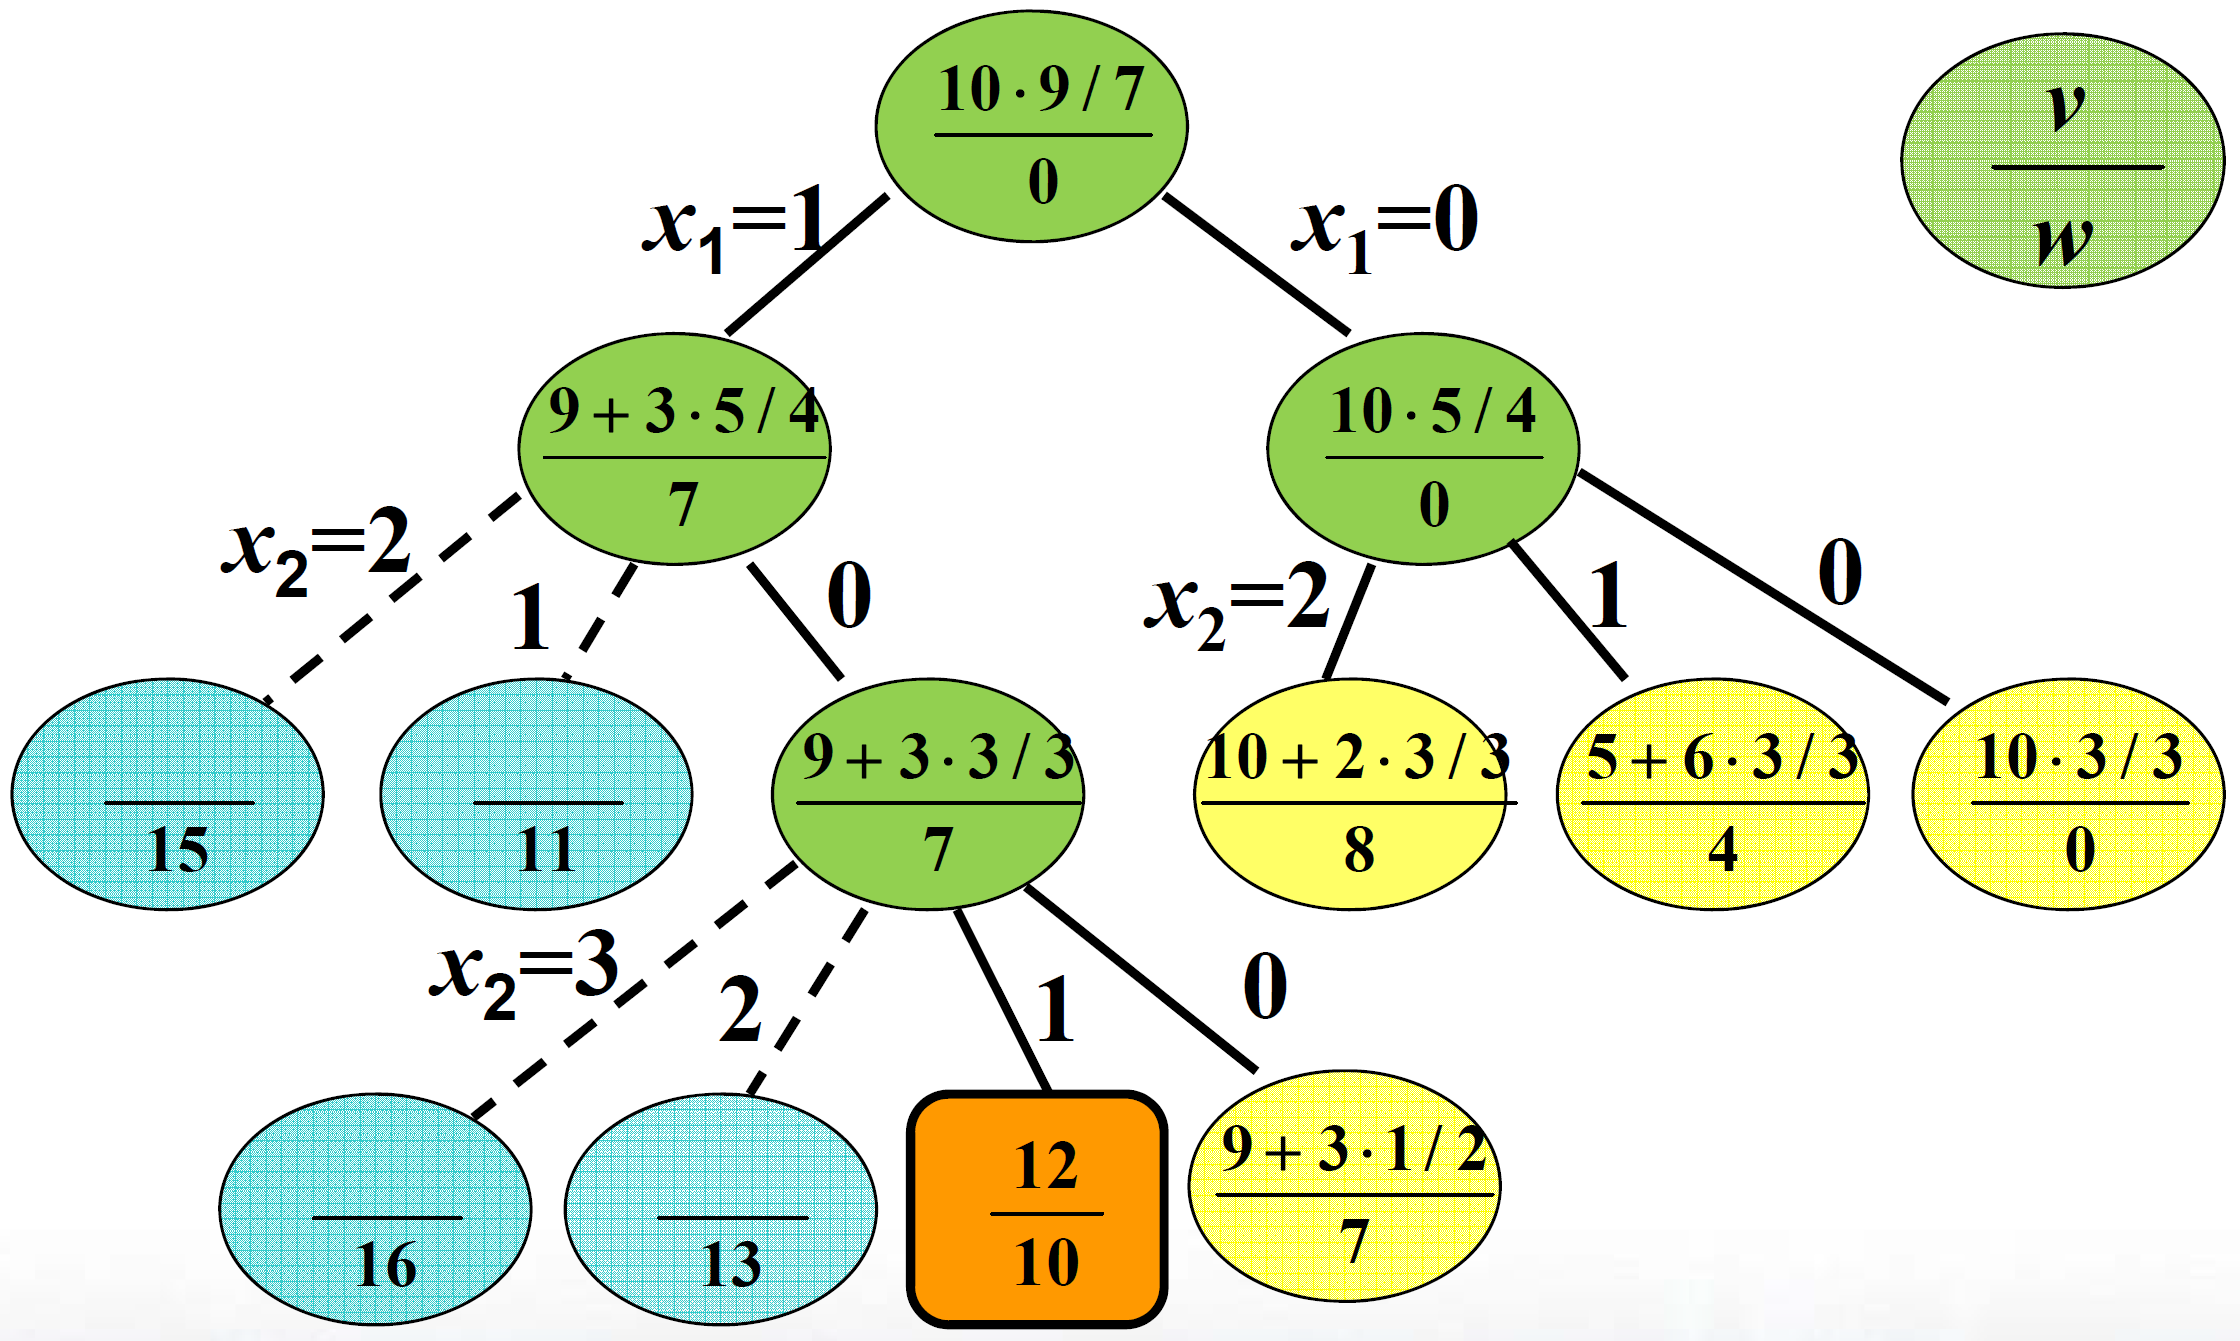 10 · 9 / 7
0
v
w
x1=1
x1=0
9 + 3 · 5 / 4
7
10 · 5 / 4
0
x2=2
1
0
x2=2
1
0
15
11
9 + 3 · 3 / 3
7
10 + 2 · 3 / 3
8
5 + 6 · 3 / 3
4
10 · 3 / 3
0
x2=3
2
1
0
16
13
12
10
9 + 3 · 1 / 2
7